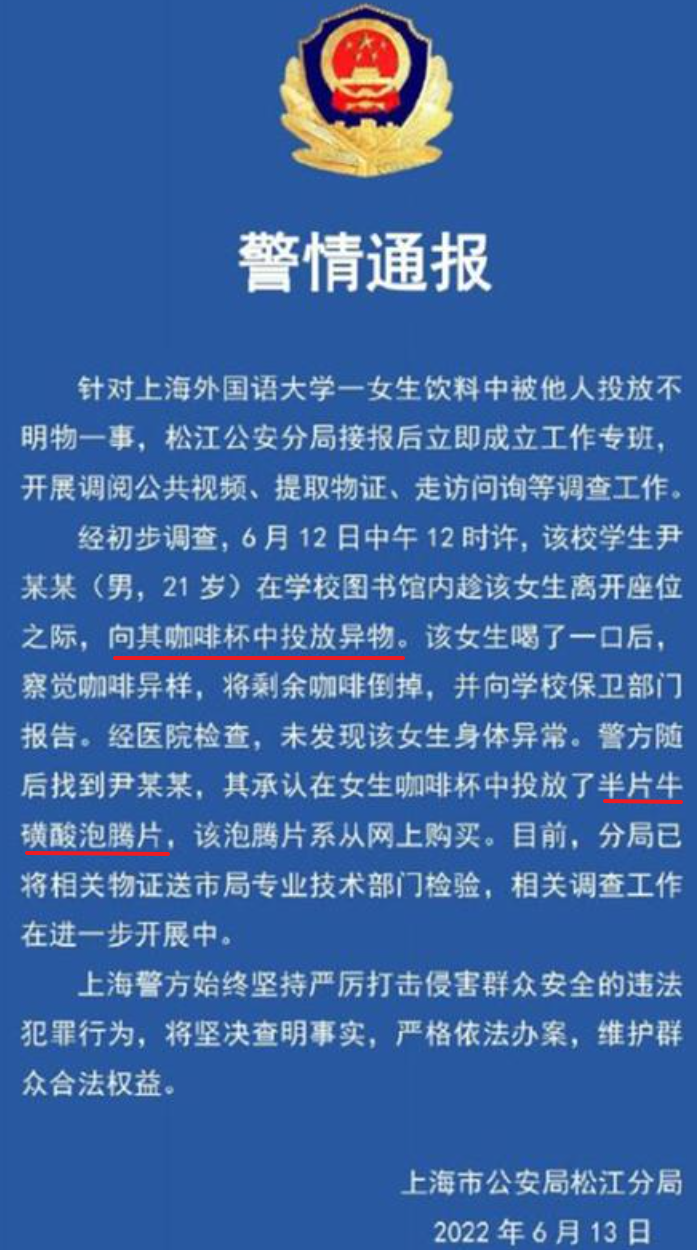 警情通报
针对上海外国语大学一女生饮料中被他人投放不
明物一事，松江公安分局接报后立即成立工作专班，
开展调阅公共视频、提取物证、走访问询等调查工作。
经初步调查，6月12日中午12时许，该校学生尹
某某（男，21岁）在学校图书馆内趁该女生离开座位
之际，向其咖啡杯中投放异物。该女生喝了一口后，
察觉咖啡异样，将剩余咖啡倒掉，并向学校保卫部门
报告。经医院检查，未发现该女生身体异常。警方随
后找到尹某某，其承认在女生咖啡杯中投放了半片牛
磺酸泡腾片，该泡腾片系从网上购买。目前，分局已
将相关物证送市局专业技术部门检验，相关调查工作
在进一步开展中。
上海警方始终坚持严厉打击侵害群众安全的违法
犯罪行为，将坚决查明事实，严格依法办案，维护群
众合法权益。
上海市公安局松江分局
2022年6月13日